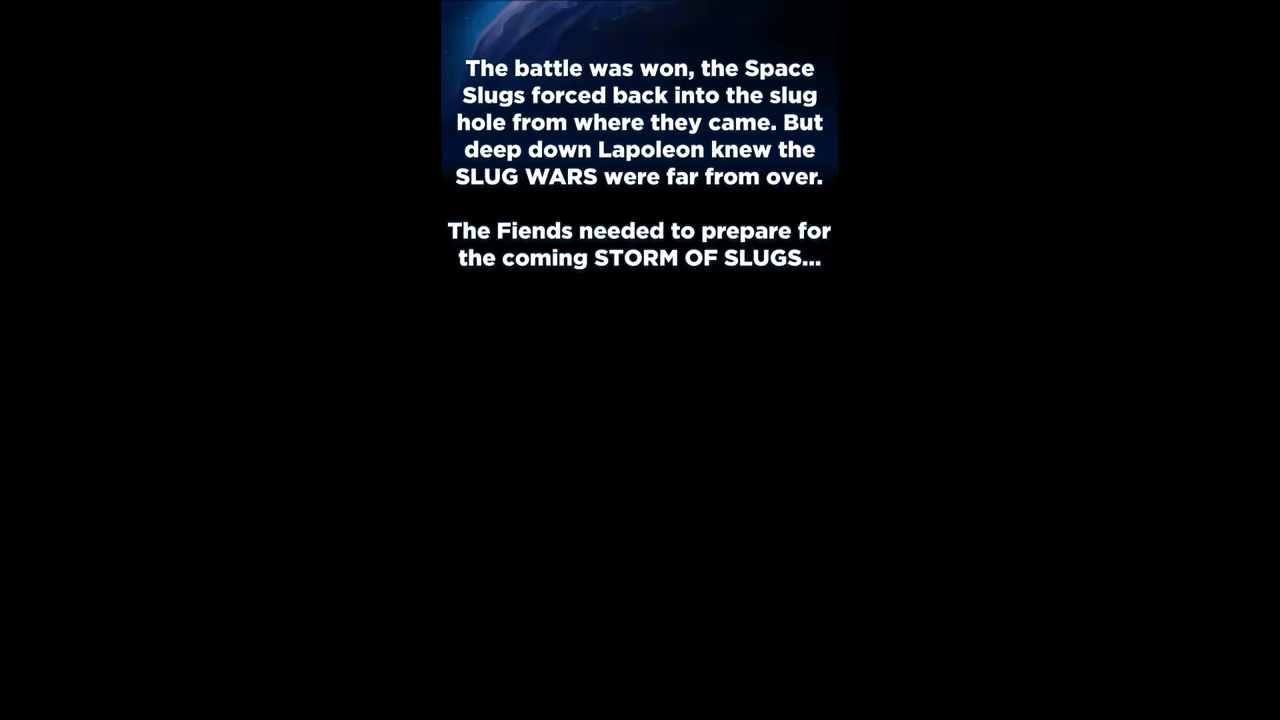 The battle was won, the Space
Slugs forced back into the slug
hole from where they came. But
deep down Lapoleon knew the
SLUG WARS were far from over.
The Fiends needed to prepare for
the coming STORM OF SLUGS...